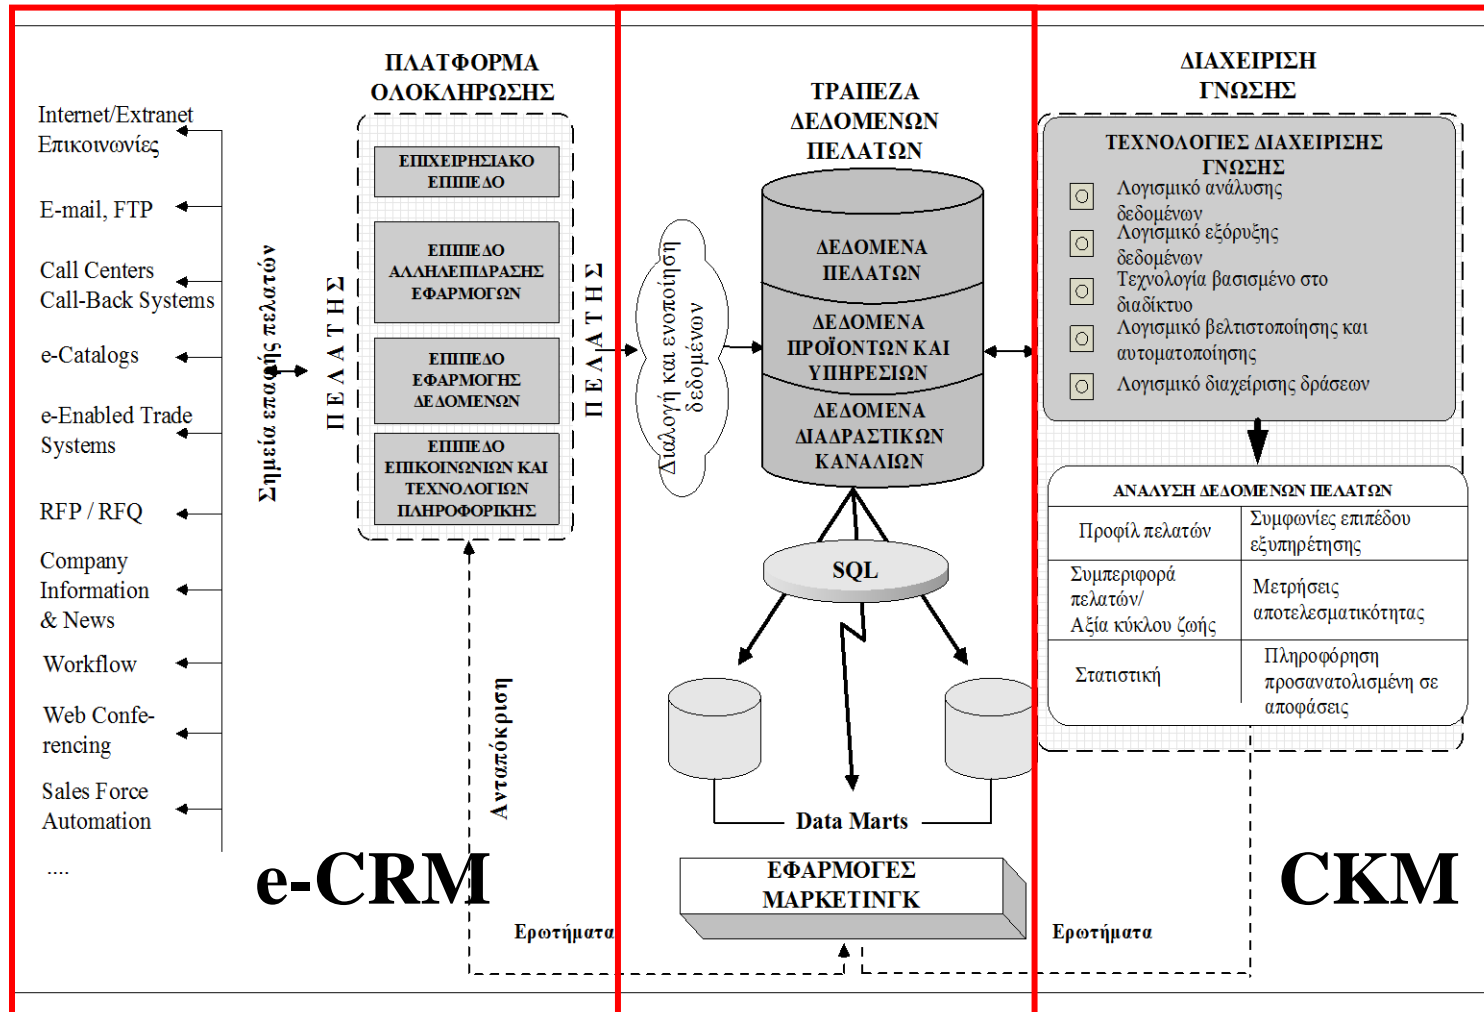 ΠΛΑΤΦΟΡΜΑ
ΟΛΟΚΛΗΡΩΣΗΣ
Internet/Extranet
Επικοινωνίες
E-mail, FTP
Call Centers
Call-Back Systems
e-Catalogs
e-Enabled Trade
Systems
RFP / RFQ
Company
Information
& News
Workflow
Web Confe-
rencing
Sales Force
Automation
....
Σημεία επαφής πελατών
ΠΕΛΑΤΗΣ
ΕΠΙΧΕΙΡΗΣΙΑΚΟ
ΕΠΙΠΕΔΟ
ΕΠΙΠΕΔΟ
ΑΛΛΗΛΕΠΙΔΡΑΣΗΣ
ΕΦΑΡΜΟΓΩΝ
ΕΠΙΠΕΔΟ
ΕΦΑΡΜΟΓΗΣ
ΔΕΔΟΜΕΝΩΝ
ΕΠΙΠΕΔΟ
ΕΠΙΚΟΙΝΩΝΙΩΝ ΚΑΙ
ΤΕΧΝΟΛΟΓΙΩΝ
ΠΛΗΡΟΦΟΡΙΚΗΣ
ΠΕΛΑΤΗΣ
Ανταπόκριση
e-CRM
Ερωτήματα
Διαλογή και ενοποίηση
δεδομενων
ΤΡΑΠΕΖΑ
ΔΕΔΟΜΕΝΩΝ
ΠΕΛΑΤΩΝ
ΔΕΔΟΜΕΝΑ
ΠΕΛΑΤΩΝ
ΔΕΔΟΜΕΝΑ
ΠΡΟΪΟΝΤΩΝ ΚΑΙ
ΥΠΗΡΕΣΙΩΝ
ΔΕΔΟΜΕΝΑ
ΔΙΑΔΡΑΣΤΙΚΩΝ
ΚΑΝΑΛΙΩΝ
SQL
Data Marts
ΕΦΑΡΜΟΓΕΣ
ΜΑΡΚΕΤΙΝΓΚ
ΔΙΑΧΕΙΡΙΣΗ
ΓΝΩΣΗΣ
ΤΕΧΝΟΛΟΓΙΕΣ ΔΙΑΧΕΙΡΙΣΗΣ
ΓΝΩΣΗΣ
Λογισμικό ανάλυσης
δεδομένων
Λογισμικό εξόρυξης
δεδομένων
Τεχνολογία βασισμένο στο
διαδίκτυο
Λογισμικό βελτιστοποίησης και
αυτοματοποίησης
Λογισμικό διαχείρισης δράσεων
ΑΝΑΛΥΣΗ ΔΕΔΟΜΕΝΩΝ ΠΕΛΑΤΩΝ
Προφίλ πελατών
Συμφωνίες επιπέδου
εξυπηρέτησης
Συμπεριφορά
πελατών/
Αξία κύκλου ζωής
Μετρήσεις
αποτελεσματικότητας
Στατιστική
Πληροφόρηση
προσανατολισμένη σε
αποφάσεις
CKM
Ερωτήματα